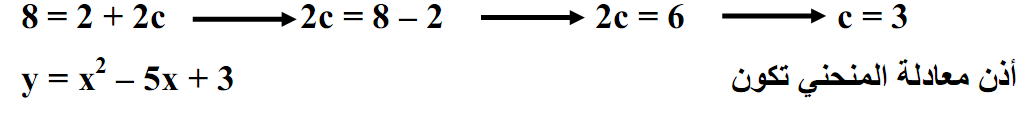 8 = 2 + 2c ⟶ 2c = 8 – 2 ⟶ 2c = 6 ⟶ c = 3
أذن معادلة المنحني تكون y = x² – 5x + 3